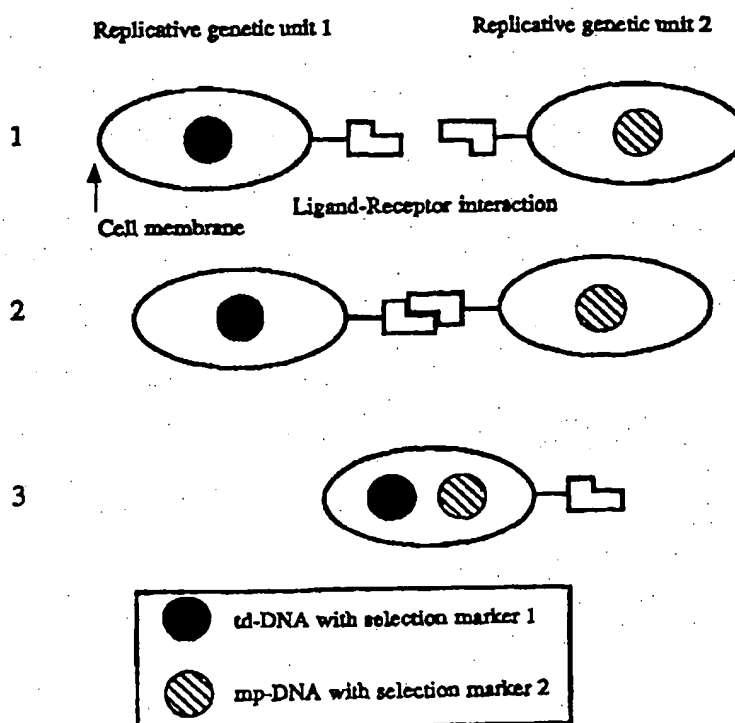 Replicative genetic unit 1
Replicative genetic unit 2
1
Ligand-Receptor interaction
Cell membrane
2
3
td-DNA with selection marker 1
mp-DNA with selection marker 2